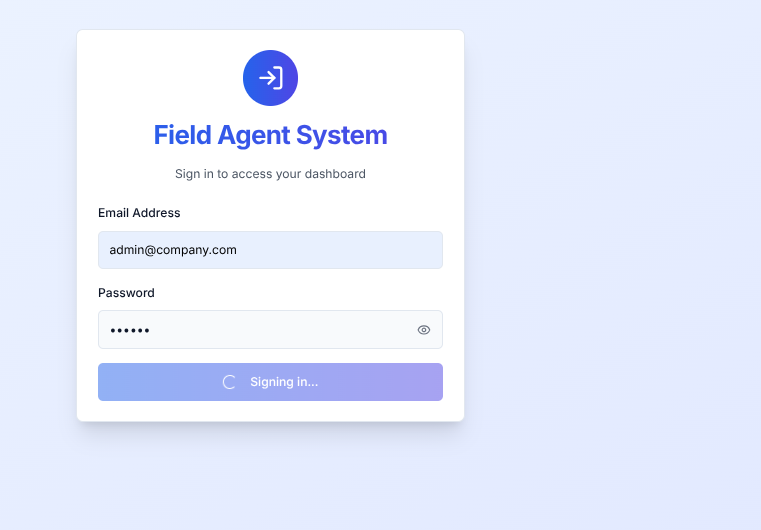 Field Agent System
Sign in to access your dashboard
Email Address
admin@company.com
Password
••••••
Signing in...